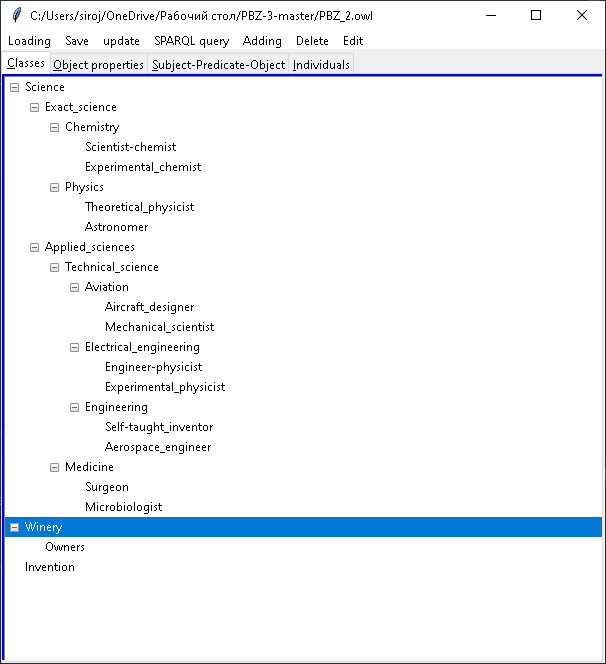 C:/Users/siroj/OneDrive/Рабочий стол/PBZ-3-master/PBZ_2.owl
Loading Save update SPARQL query Adding Delete Edit
Classes Object properties Subject-Predicate-Object Individuals
Science
Exact_science
Chemistry
Scientist-chemist
Experimental_chemist
Physics
Theoretical_physicist
Astronomer
Applied_sciences
Technical_science
Aviation
Aircraft_designer
Mechanical_scientist
Electrical_engineering
Engineer-physicist
Experimental_physicist
Engineering
Self-taught_inventor
Aerospace_engineer
Medicine
Surgeon
Microbiologist
Winery
Owners
Invention